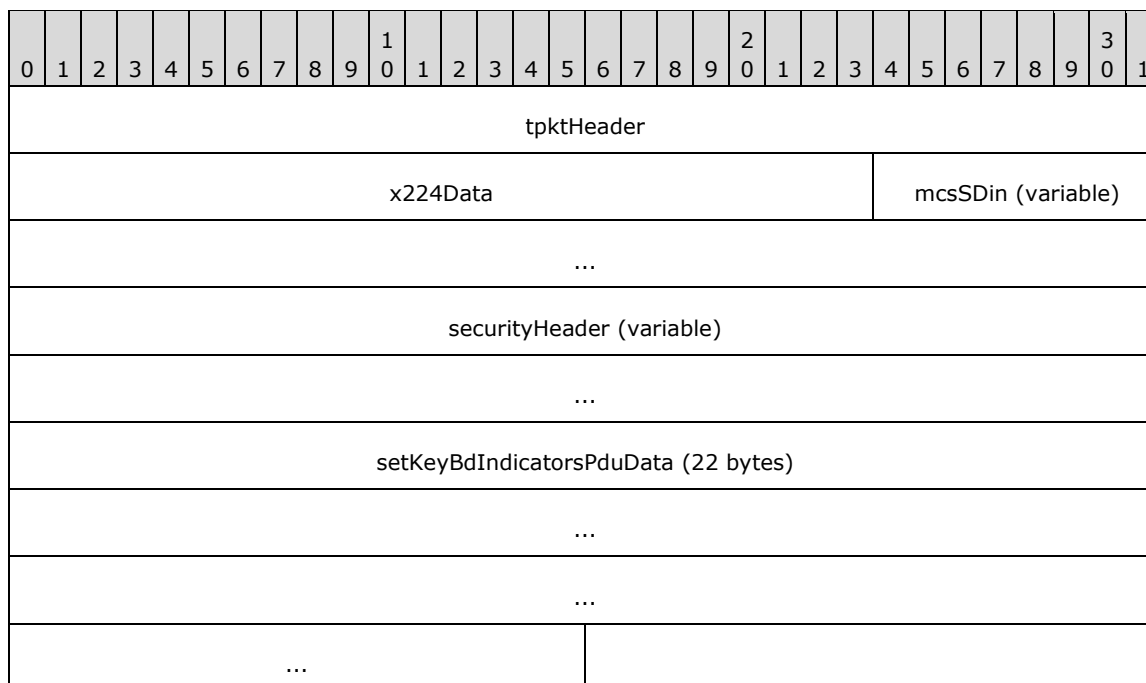 1 2 3
0 1 2 3 4 5 6 7 8 9 0 1 2 3 4 5 6 7 8 9 0 1 2 3 4 5 6 7 8 9 0 1
tpktHeader
x224Data mcsSDin (variable)
...
securityHeader (variable)
...
setKeyBdIndicatorsPduData (22 bytes)
...
...
...